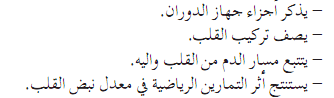 – يذكر أجزاء جهاز الدوران.
– يصف تركيب القلب.
– يتتبع مسار الدم من القلب واليه.
– يستنتج أثر التمارين الرياضية في معدل نبض القلب.